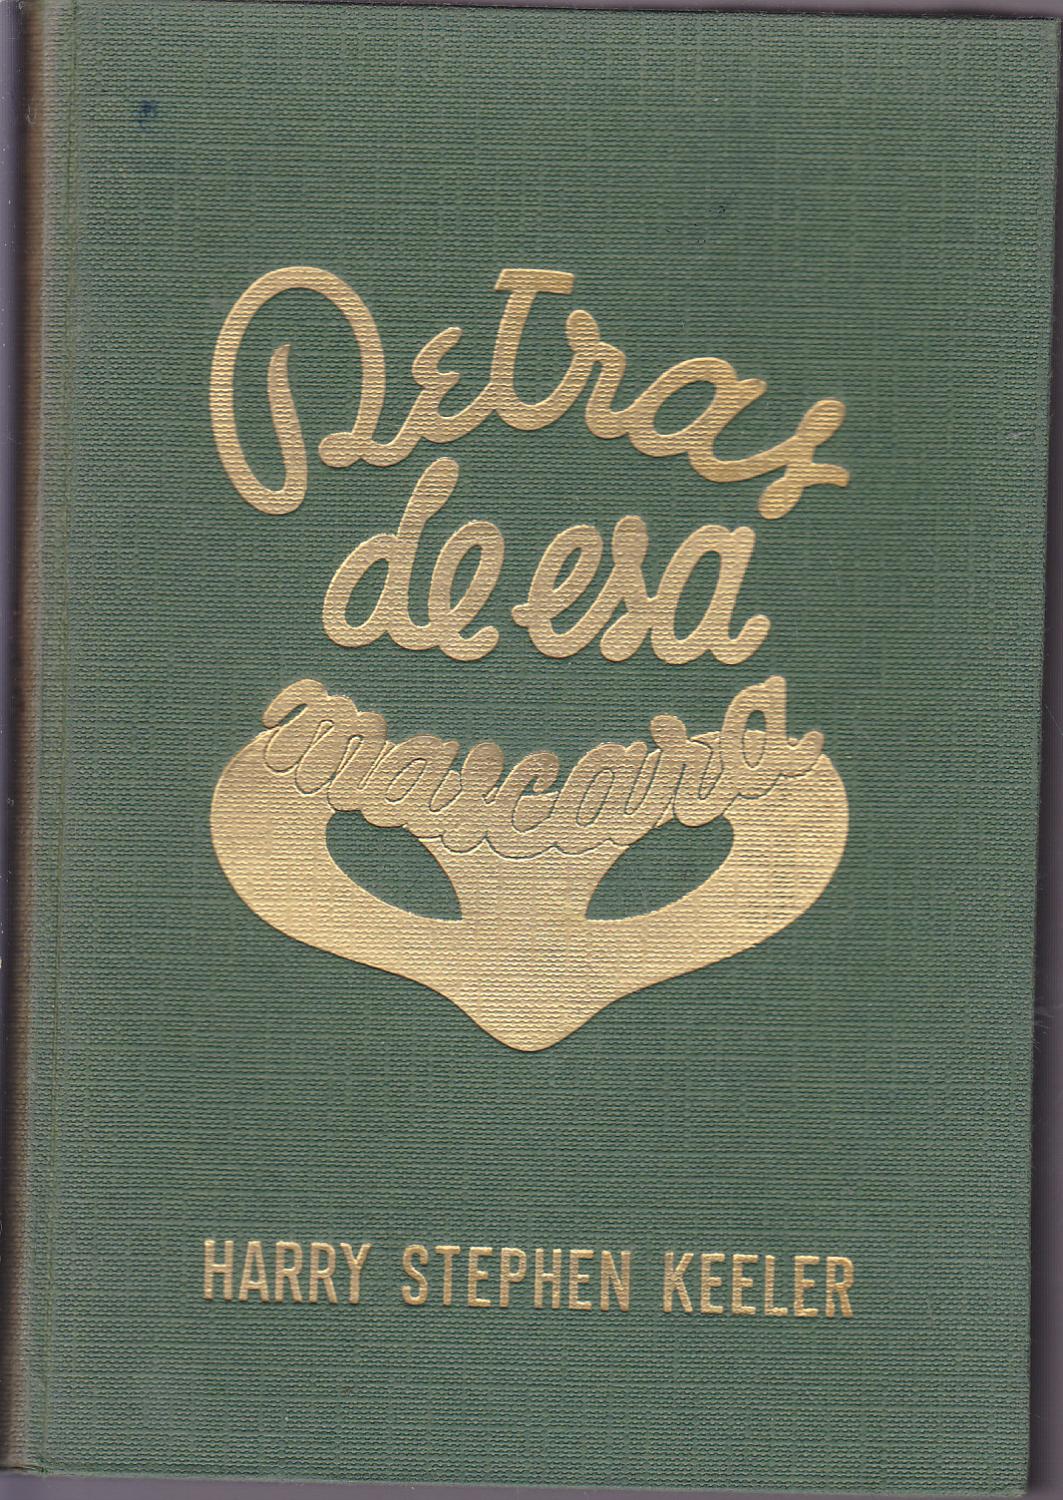 Detras
de esa
mascara
HARRY STEPHEN KEELER